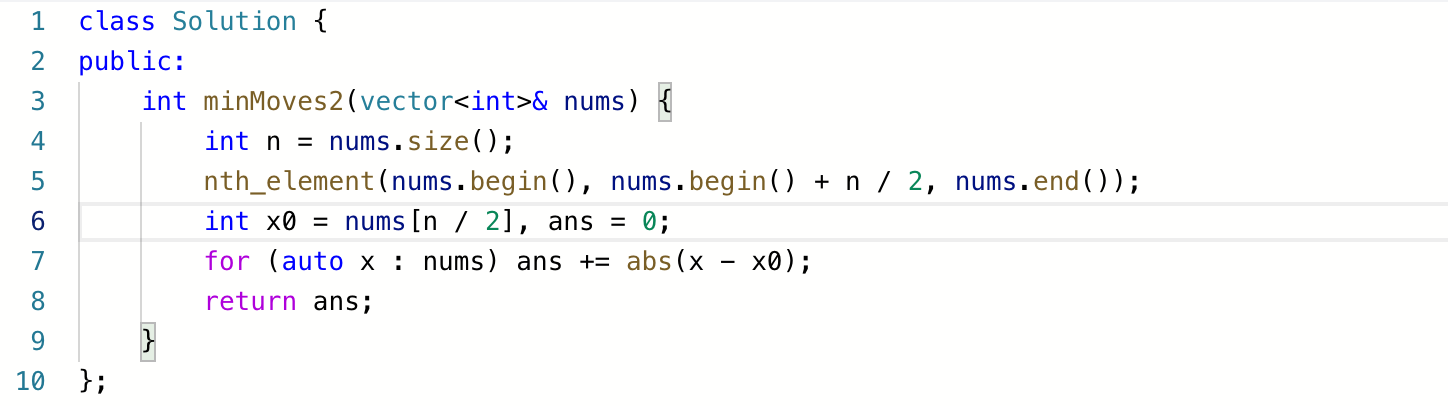 1 class Solution {
2 public:
3     int minMoves2(vector<int>& nums) {
4         int n = nums.size();
5         nth_element(nums.begin(), nums.begin() + n / 2, nums.end());
6         int x0 = nums[n / 2], ans = 0;
7         for (auto x : nums) ans += abs(x - x0);
8         return ans;
9     }
10 };